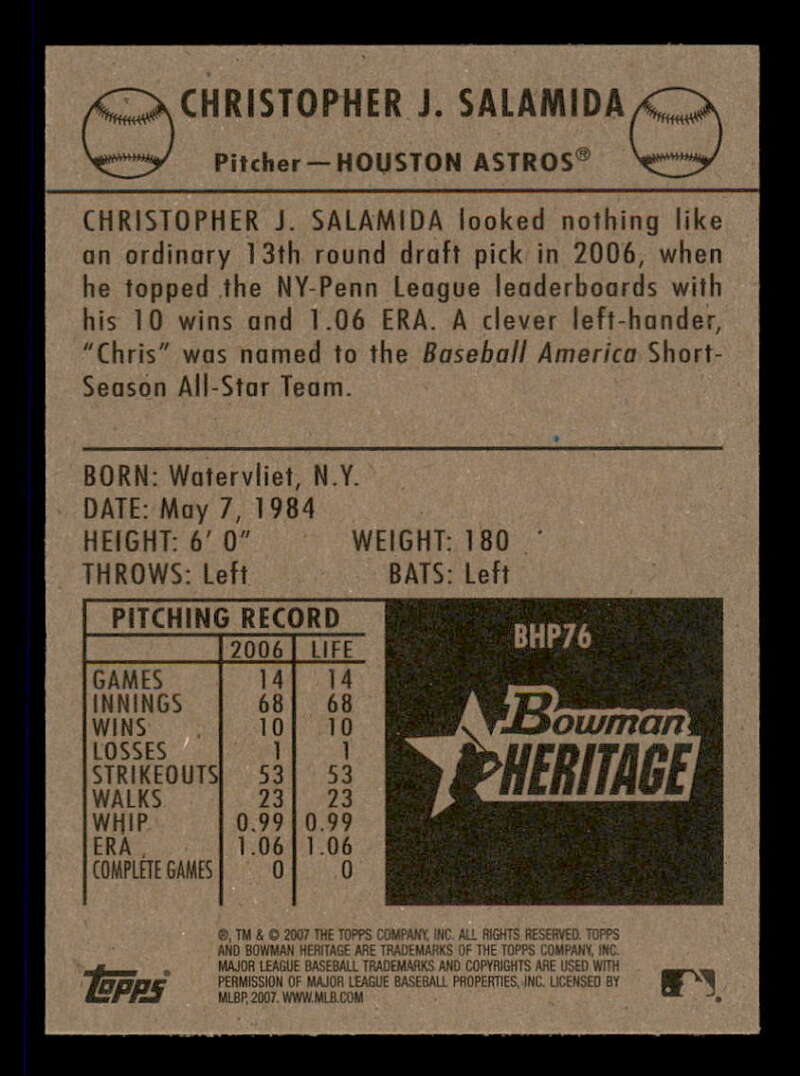 CHRISTOPHER J. SALAMIDA
Pitcher—HOUSTON ASTROS®
CHRISTOPHER J. SALAMIDA looked nothing like
an ordinary 13th round draft pick in 2006, when
he topped the NY-Penn League leaderboards with
his 10 wins and 1.06 ERA. A clever left-hander,
"Chris" was named to the Baseball America Short-
Season All-Star Team.
BORN: Watervliet, N.Y.
DATE: May 7, 1984
HEIGHT: 6' 0" WEIGHT: 180
THROWS: Left BATS: Left
PITCHING RECORD
2006 LIFE
GAMES 14 14
INNINGS 68 68
WINS 10 10
LOSSES 1 1
STRIKEOUTS 53 53
WALKS 23 23
WHIP 0.99 0.99
ERA 1.06 1.06
COMPLETE GAMES 0 0
BHP76
Bowman
HERITAGE
®, TM & © 2007 THE TOPPS COMPANY, INC. ALL RIGHTS RESERVED. TOPPS
AND BOWMAN HERITAGE ARE TRADEMARKS OF THE TOPPS COMPANY, INC.
MAJOR LEAGUE BASEBALL TRADEMARKS AND COPYRIGHTS ARE USED WITH
PERMISSION OF MAJOR LEAGUE BASEBALL PROPERTIES, INC. LICENSED BY
MLBP, 2007. WWW.MLB.COM
Topps